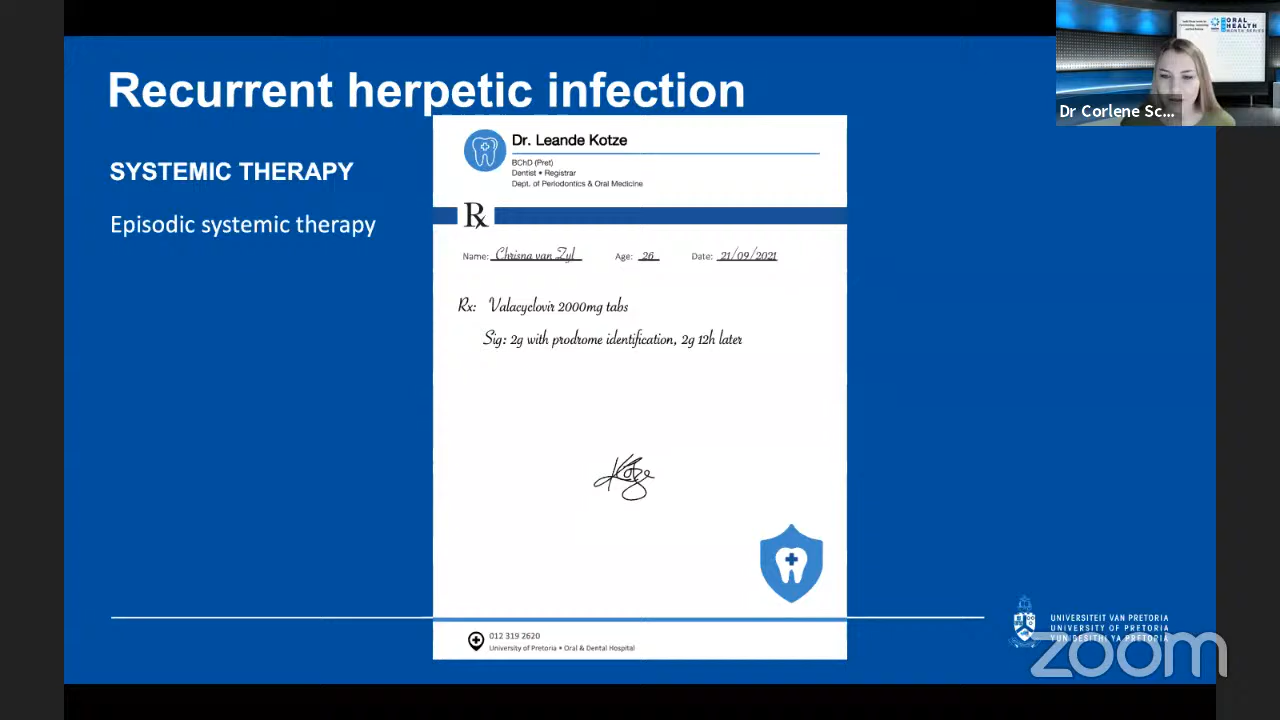 Recurrent herpetic infection
SYSTEMIC THERAPY
Episodic systemic therapy
Dr. Leande Kotze
BChD (Pret)
Dentist • Registrar
Dept. of Periodontics & Oral Medicine
Rx
Name: Chrisna van Zyl Age: 26 Date: 21/09/2021
Rx: Valacyclovir 2000mg tabs
Sig: 2g with prodrome identification, 2g 12h later
Kotze
012 319 2620
University of Pretoria • Oral & Dental Hospital
UNIVERSITEIT VAN PRETORIA
UNIVERSITY OF PRETORIA
YUNIBESITHI YA PRETORIA
zoom
ORAL
HEALTH
Dr Corlene Sc...